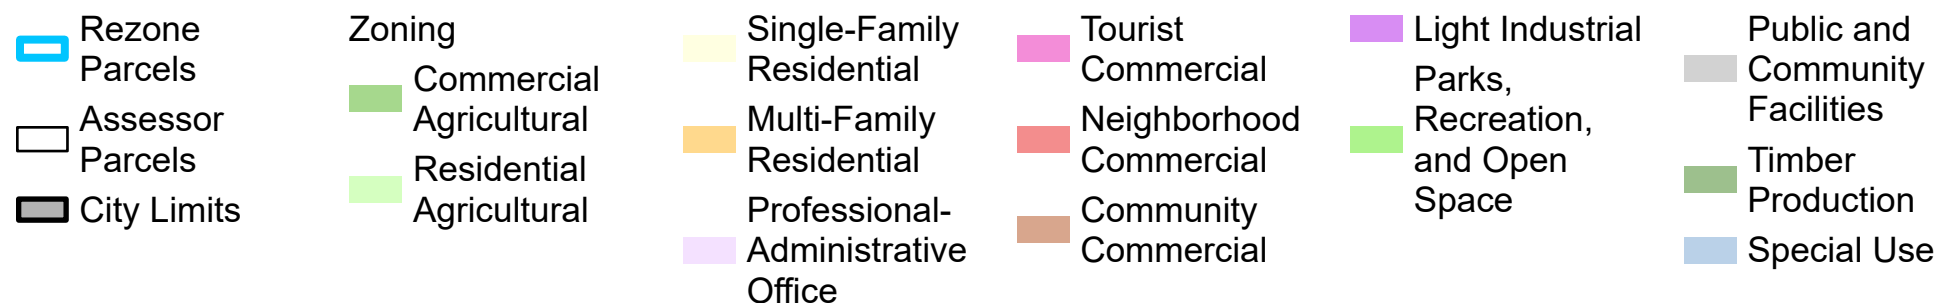 Rezone
Parcels
Assessor
Parcels
City Limits
Zoning
Commercial
Agricultural
Residential
Agricultural
Single-Family
Residential
Multi-Family
Residential
Professional-
Administrative
Office
Tourist
Commercial
Neighborhood
Commercial
Community
Commercial
Light Industrial
Parks,
Recreation,
and Open
Space
Public and
Community
Facilities
Timber
Production
Special Use